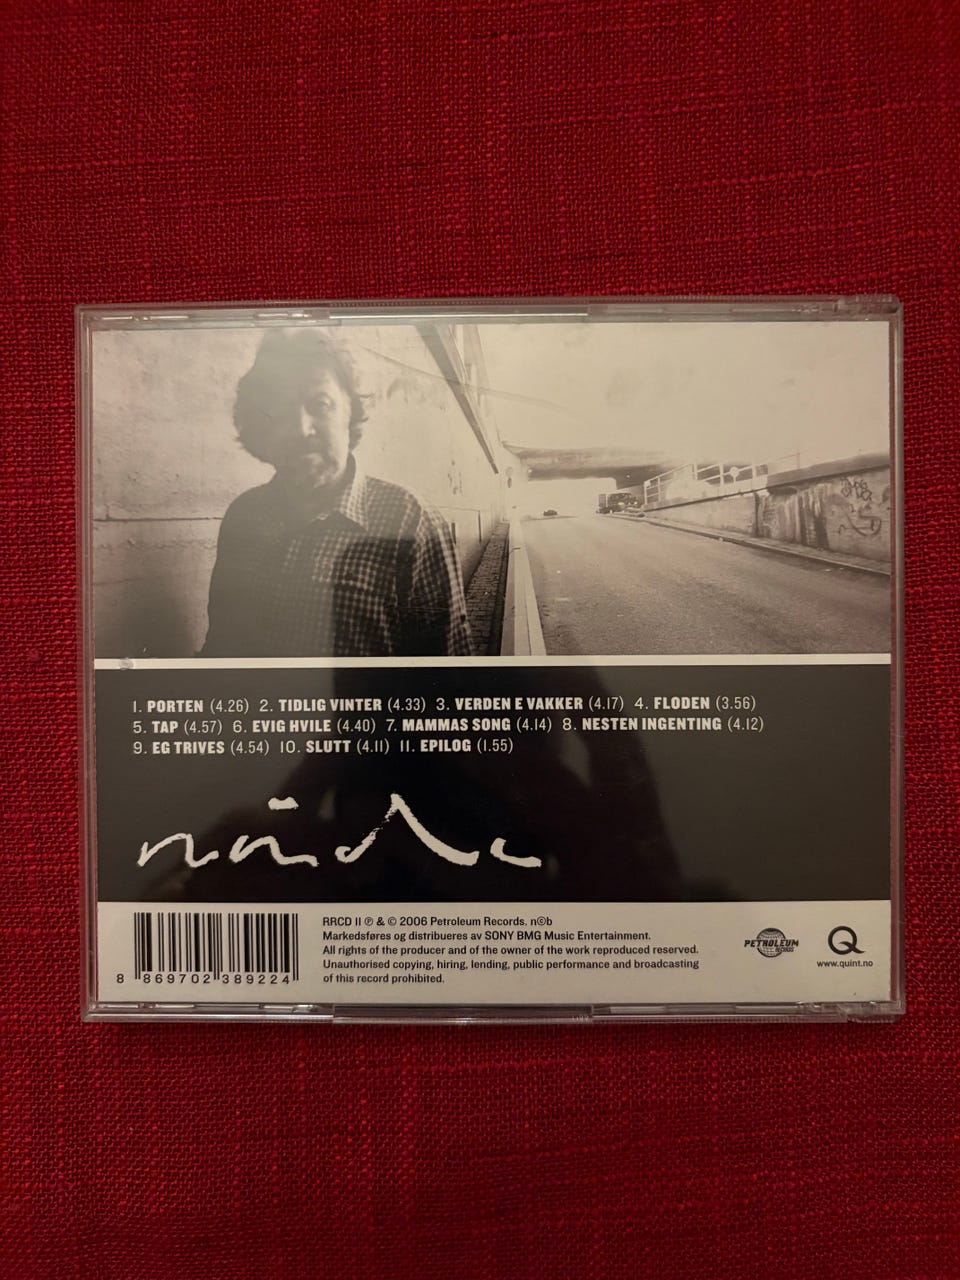 1. PORTEN (4.26) 2. TIDLIG VINTER (4.33) 3. VERDEN E VAKKER (4.17) 4. FLODEN (3.56)
5. TAP (4.57) 6. EVIG HVILE (4.40) 7. MAMMAS SONG (4.14) 8. NESTEN INGENTING (4.12)
9. EG TRIVES (4.54) 10. SLUTT (4.11) 11. EPILOG (1.55)
nåde
RRCD II ℗ & © 2006 Petroleum Records. n©b
Markedsføres og distribueres av SONY BMG Music Entertainment.
All rights of the producer and of the owner of the work reproduced reserved.
Unauthorised copying, hiring, lending, public performance and broadcasting
of this record prohibited.
8 869702 389224
PETROLEUM
RECORDS
Q
www.quint.no